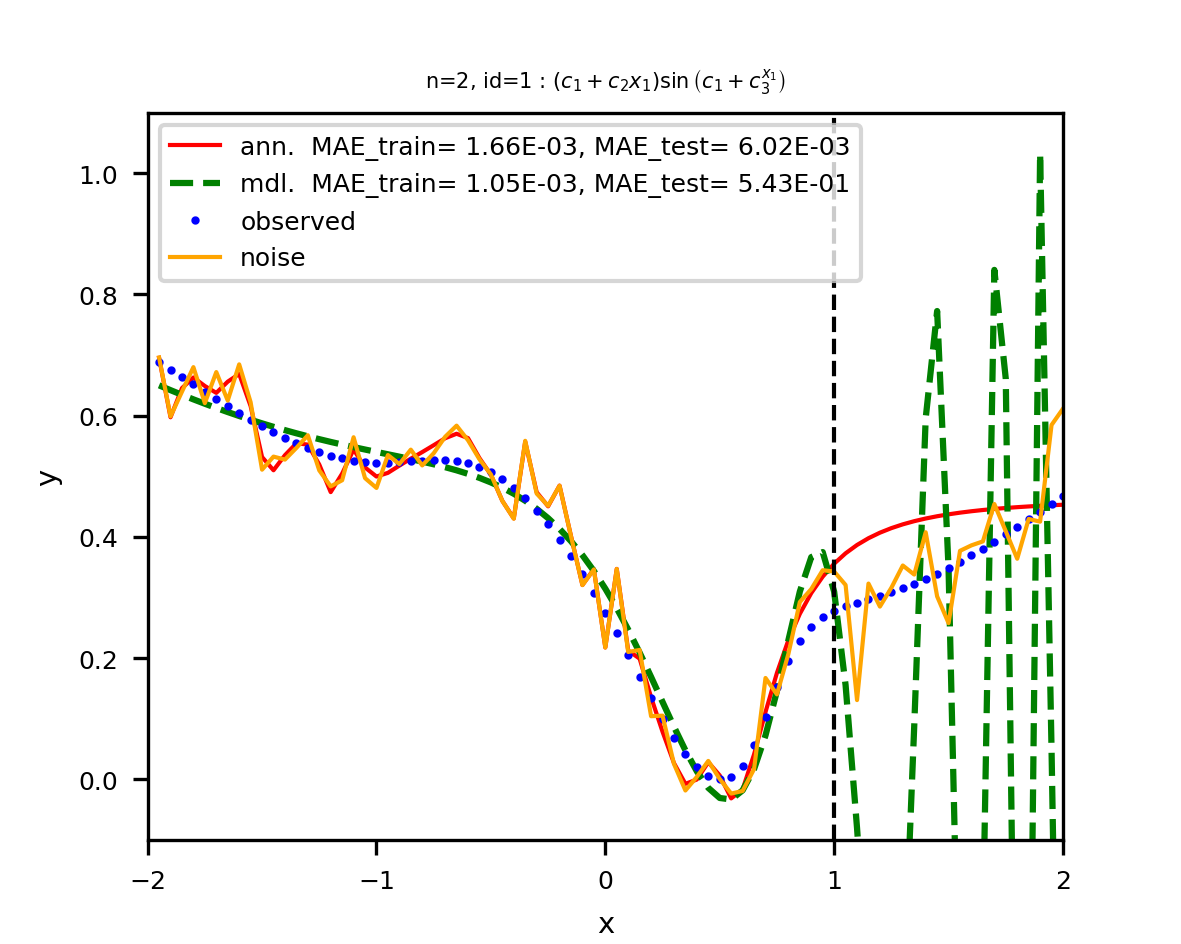 n=2, id=1 : (c₁ + c₂x₁)sin (c₁ + c₃^x₁)
ann. MAE_train= 1.66E-03, MAE_test= 6.02E-03
mdl. MAE_train= 1.05E-03, MAE_test= 5.43E-01
observed
noise
1.0
0.8
0.6
0.4
0.2
0.0
y
−2
−1
0
1
2
x